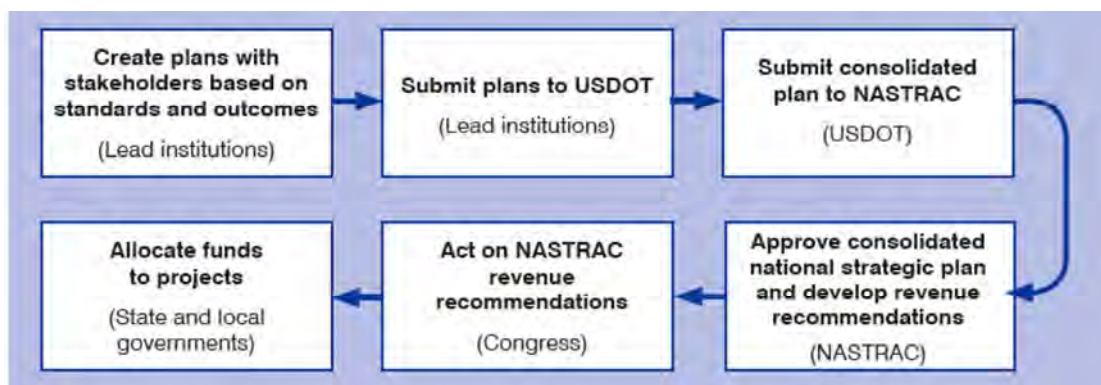 Create plans with
stakeholders based on
standards and outcomes
(Lead institutions)
Submit plans to USDOT
(Lead institutions)
Submit consolidated
plan to NASTRAC
(USDOT)
Allocate funds
to projects
(State and local
governments)
Act on NASTRAC
revenue
recommendations
(Congress)
Approve consolidated
national strategic plan
and develop revenue
recommendations
(NASTRAC)